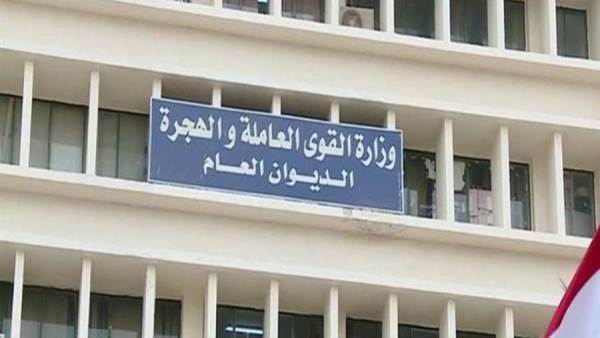 وزارة القوى العاملة و الهجرة
الديوان العام